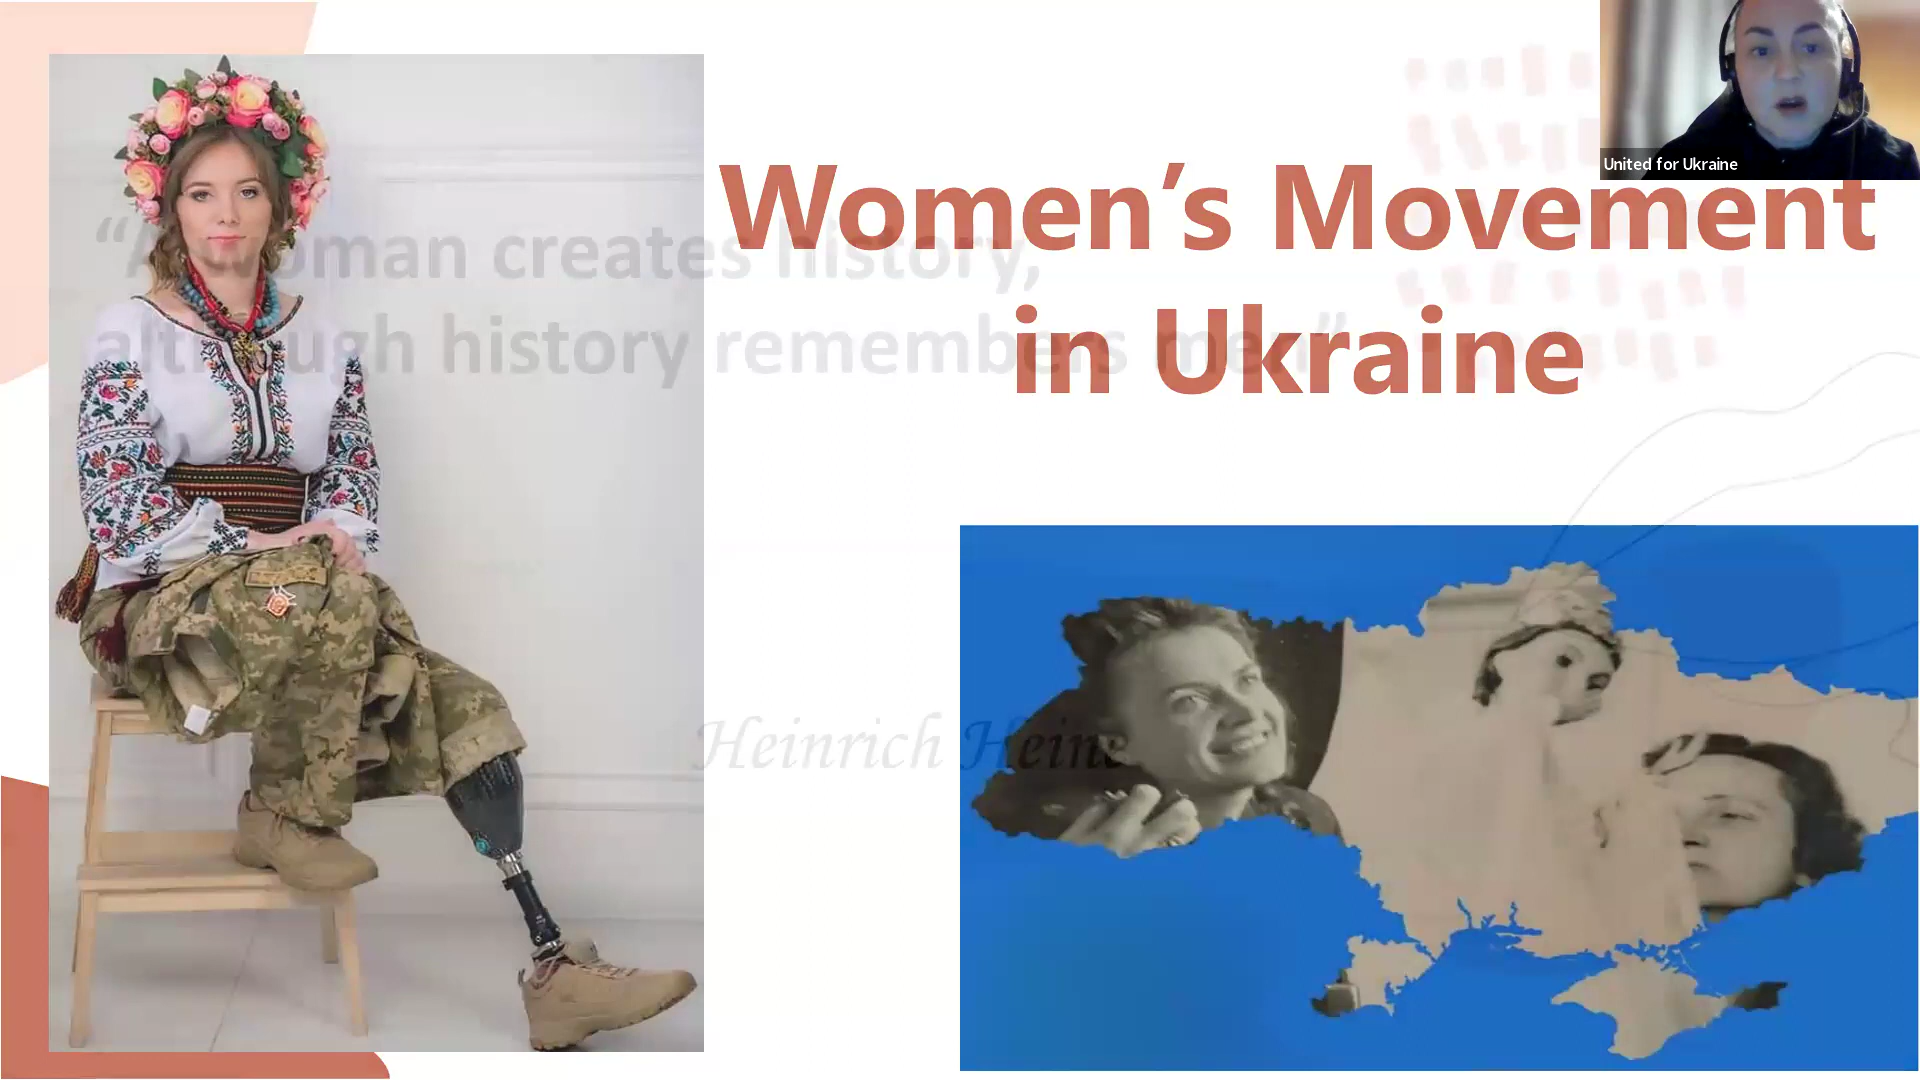 United for Ukraine
Women’s Movement
in Ukraine
“A woman creates history,
although history remembers men”
Heinrich Heine